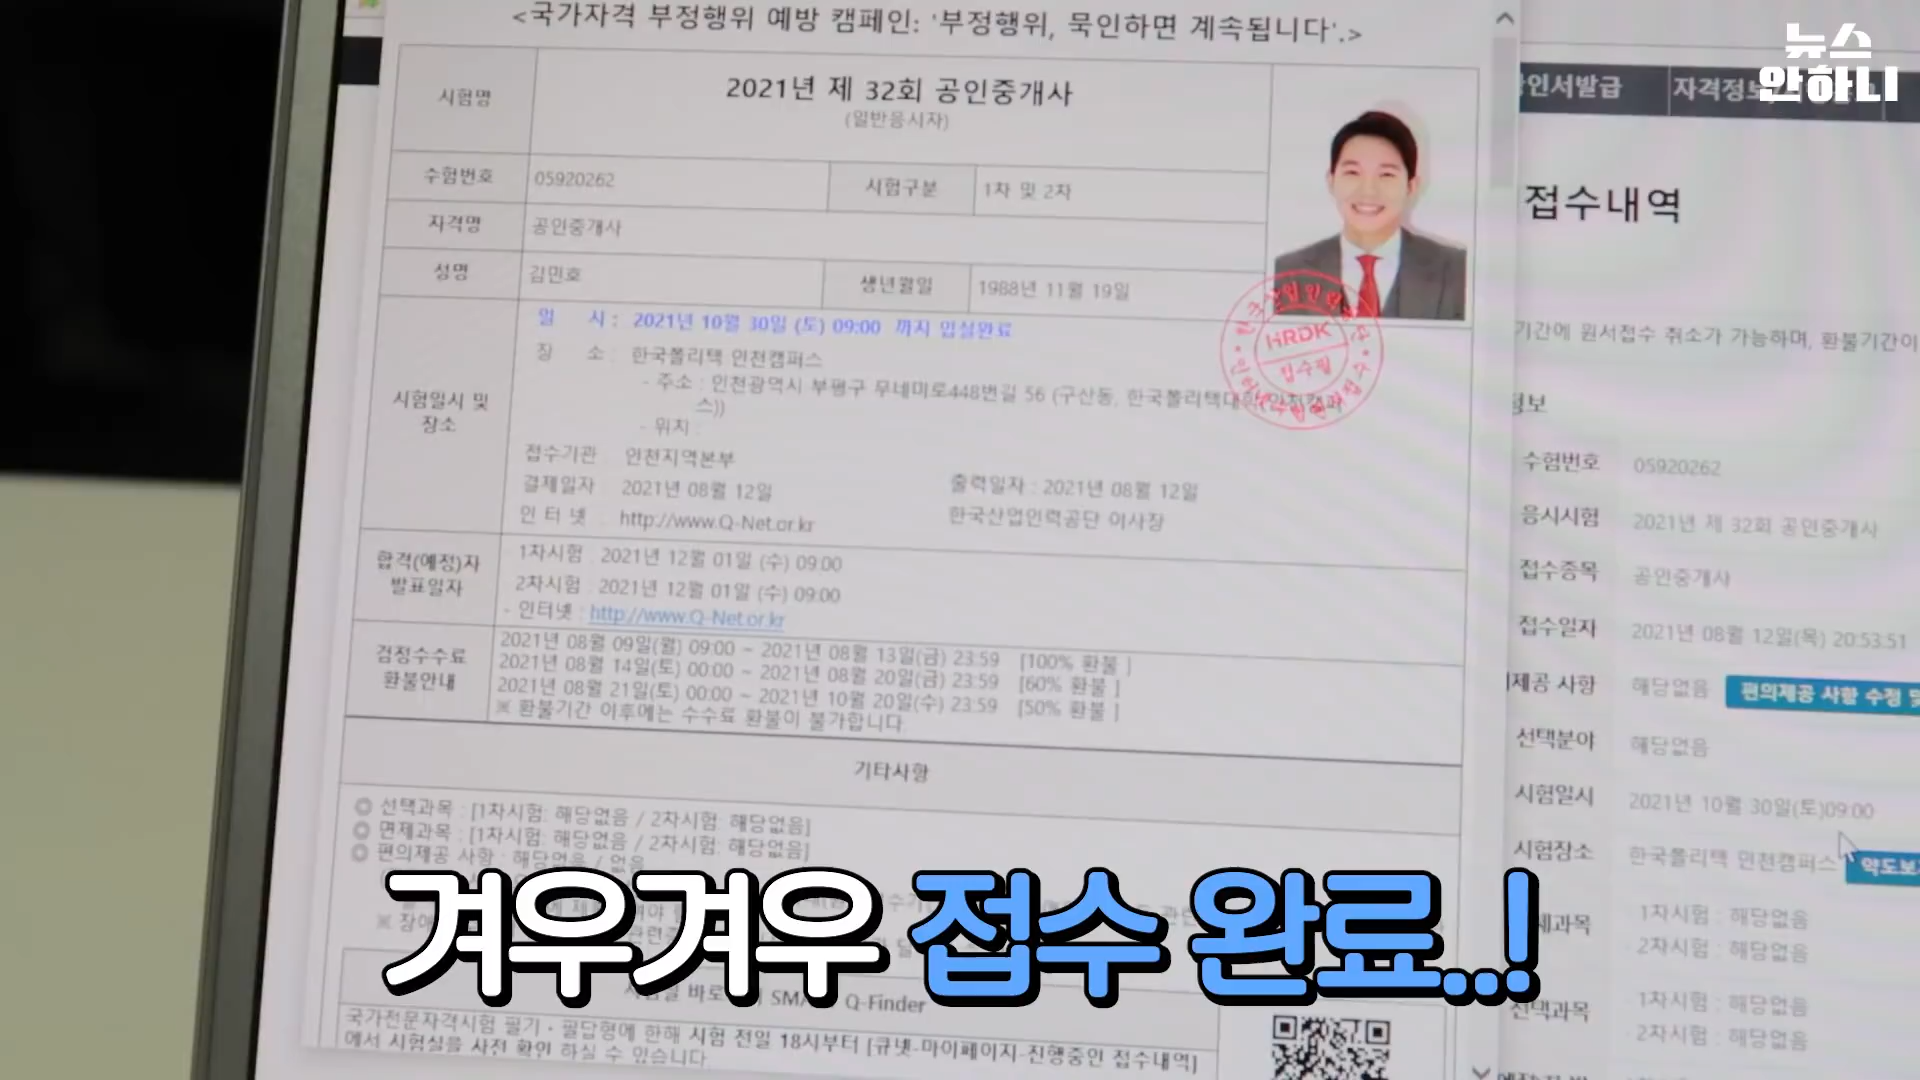 <국가자격 부정행위 예방 캠페인: '부정행위, 묵인하면 계속됩니다'.>
뉴스
안하니
시험명
2021년 제 32회 공인중개사
(일반응시자)
수험번호 05920262 시험구분 1차 및 2차
자격명 공인중개사
성명 김민호 생년월일 1988년 11월 19일
시험일시 및
장소
일 시 : 2021년 10월 30일 (토) 09:00 까지 입실완료
장 소 : 한국폴리텍 인천캠퍼스
- 주소 : 인천광역시 부평구 무네미로448번길 56 (구산동, 한국폴리텍대학 인천캠퍼
스))
- 위치 :
접수기관 인천지역본부
결제일자 2021년 08월 12일 출력일자 : 2021년 08월 12일
인 터 넷 http://www.Q-Net.or.kr 한국산업인력공단 이사장
HRDK
접수필
합격(예정)자
발표일자
1차시험 : 2021년 12월 01일 (수) 09:00
2차시험 : 2021년 12월 01일 (수) 09:00
- 인터넷 : http://www.Q-Net.or.kr
검정수수료
환불안내
2021년 08월 09일(월) 09:00 ~ 2021년 08월 13일(금) 23:59 [100% 환불 ]
2021년 08월 14일(토) 00:00 ~ 2021년 08월 20일(금) 23:59 [60% 환불 ]
2021년 08월 21일(토) 00:00 ~ 2021년 10월 20일(수) 23:59 [50% 환불 ]
※ 환불기간 이후에는 수수료 환불이 불가합니다.
기타사항
◎ 선택과목 : [1차시험: 해당없음 / 2차시험: 해당없음]
◎ 면제과목 : [1차시험: 해당없음 / 2차시험: 해당없음]
◎ 편의제공 사항 : 해당없음 / 없음
겨우겨우 접수 완료...!
Q-Finder
국가전문자격시험 필기·필답형에 한해 시험 전일 18시부터 [큐넷-마이페이지-진행중인 접수내역]
에서 시험실을 사전 확인 하실 수 있습니다.
확인서발급 자격정보
접수내역
기간에 원서접수 취소가 가능하며, 환불기간이
정보
수험번호 05920262
응시시험 2021년 제 32회 공인중개사
접수종목 공인중개사
접수일자 2021년 08월 12일(목) 20:53:51
제공 사항 해당없음 편의제공 사항 수정 및
선택분야 해당없음
시험일시 2021년 10월 30일(토)09:00
시험장소 한국폴리텍 인천캠퍼스 약도보
제과목 1차시험 : 해당없음
2차시험 : 해당없음
선택과목 1차시험 : 해당없음
2차시험 : 해당없음